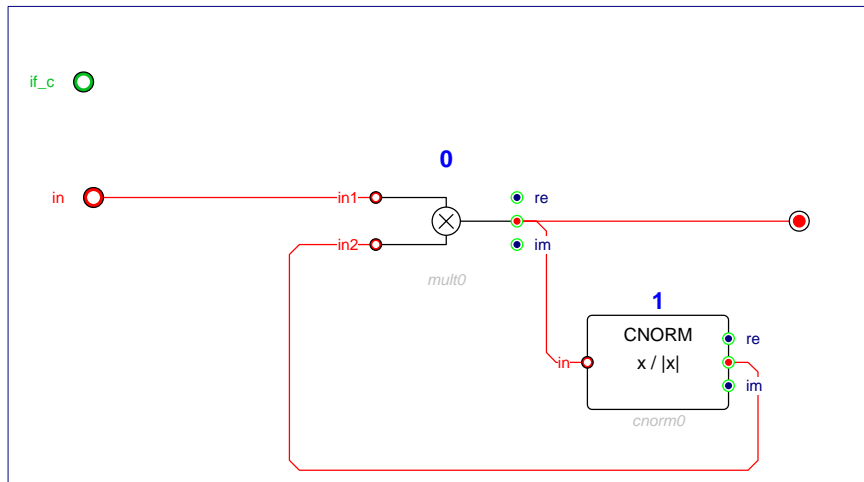 if_c
0
in
in1
re
in2
im
mult0
1
CNORM
re
in
x / |x|
im
cnorm0